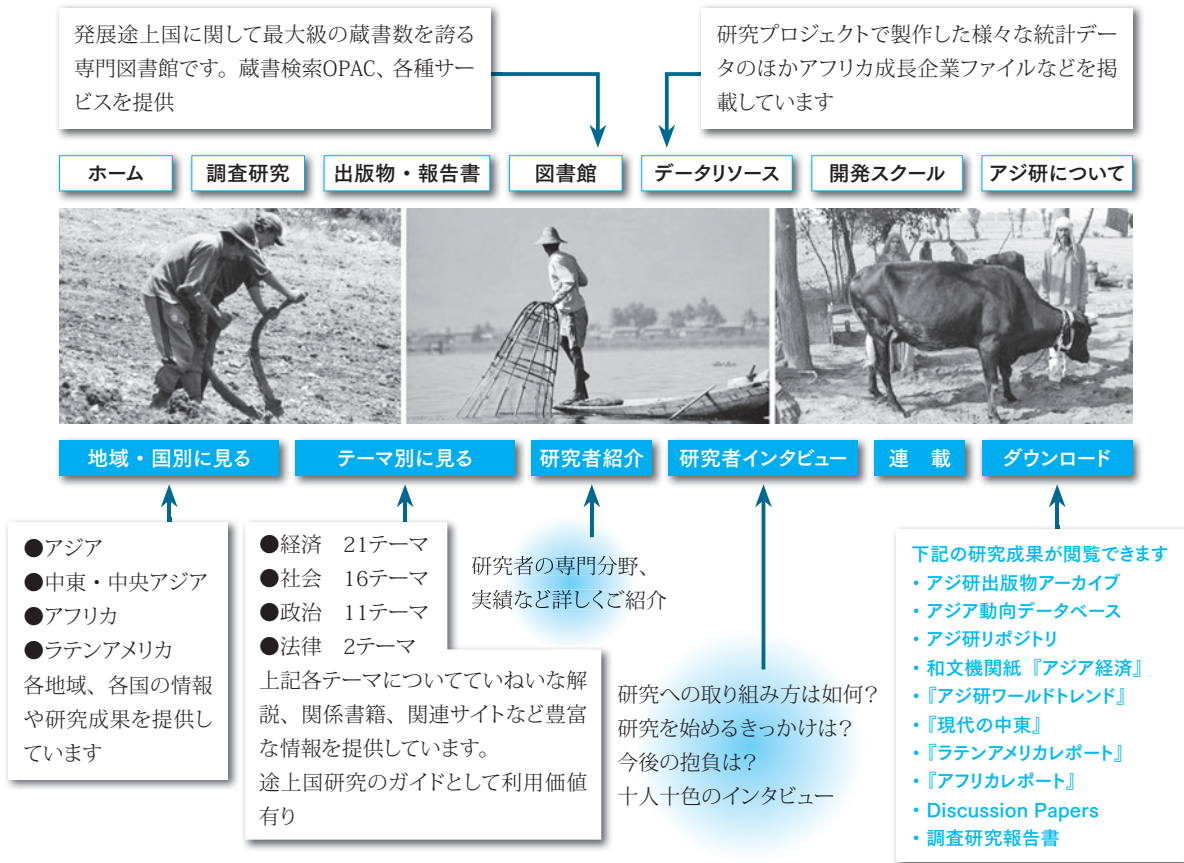 発展途上国に関して最大級の蔵書数を誇る
専門図書館です。蔵書検索OPAC、各種サー
ビスを提供
研究プロジェクトで製作した様々な統計デー
タのほかアフリカ成長企業ファイルなどを掲
載しています
ホーム
調査研究
出版物・報告書
図書館
データリソース
開発スクール
アジ研について
地域・国別に見る
テーマ別に見る
研究者紹介
研究者インタビュー
連　載
ダウンロード
●アジア
●中東・中央アジア
●アフリカ
●ラテンアメリカ
各地域、各国の情報
や研究成果を提供し
ています
●経済　21テーマ
●社会　16テーマ
●政治　11テーマ
●法律　2テーマ
上記各テーマについてていねいな解
説、関係書籍、関連サイトなど豊富
な情報を提供しています。
途上国研究のガイドとして利用価値
有り
研究者の専門分野、
実績など詳しくご紹介
研究への取り組み方は如何?
研究を始めるきっかけは?
今後の抱負は?
十人十色のインタビュー
下記の研究成果が閲覧できます
・アジ研出版物アーカイブ
・アジア動向データベース
・アジ研リポジトリ
・和文機関紙『アジア経済』
・『アジ研ワールドトレンド』
・『現代の中東』
・『ラテンアメリカレポート』
・『アフリカレポート』
・Discussion Papers
・調査研究報告書